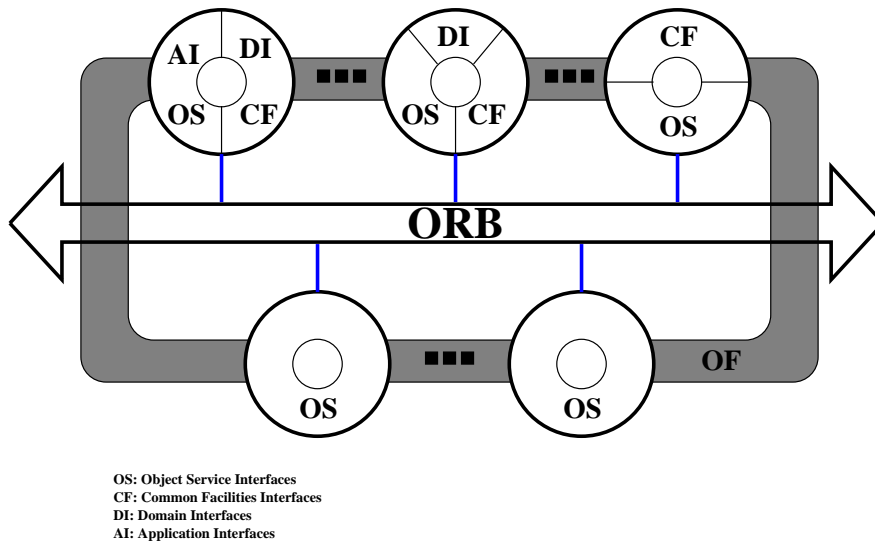 AI DI
OS CF
DI
OS CF
CF
OS
ORB
OS
OS
OF
OS: Object Service Interfaces
CF: Common Facilities Interfaces
DI: Domain Interfaces
AI: Application Interfaces